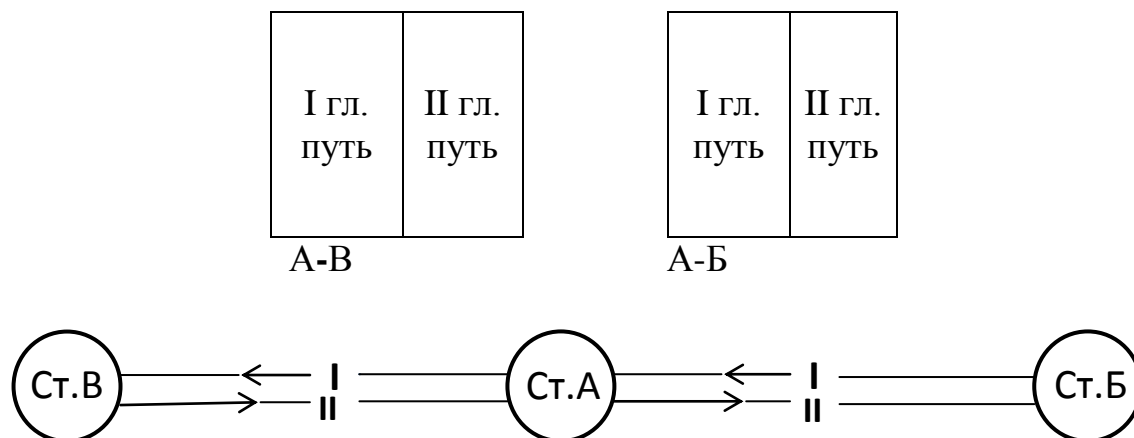 I гл. II гл. I гл. II гл.
путь путь путь путь
А-В А-Б
Ст.В I Ст.А I Ст.Б
II II